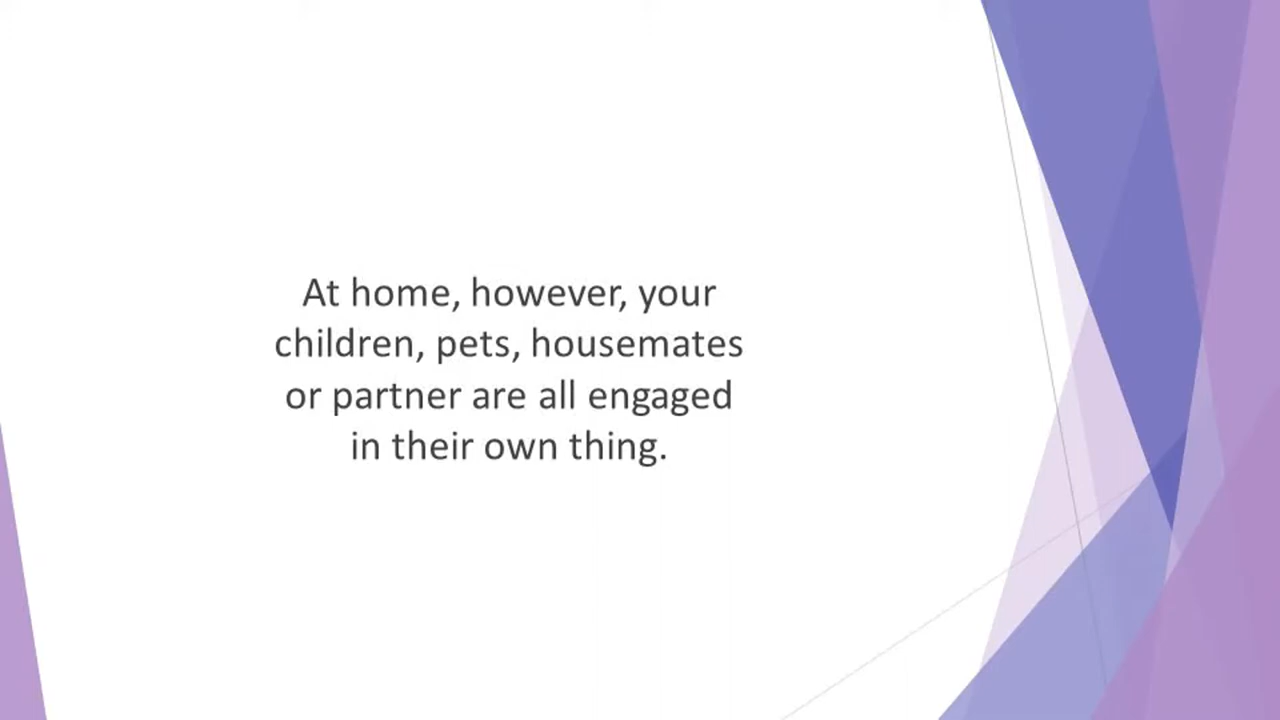 At home, however, your
children, pets, housemates
or partner are all engaged
in their own thing.